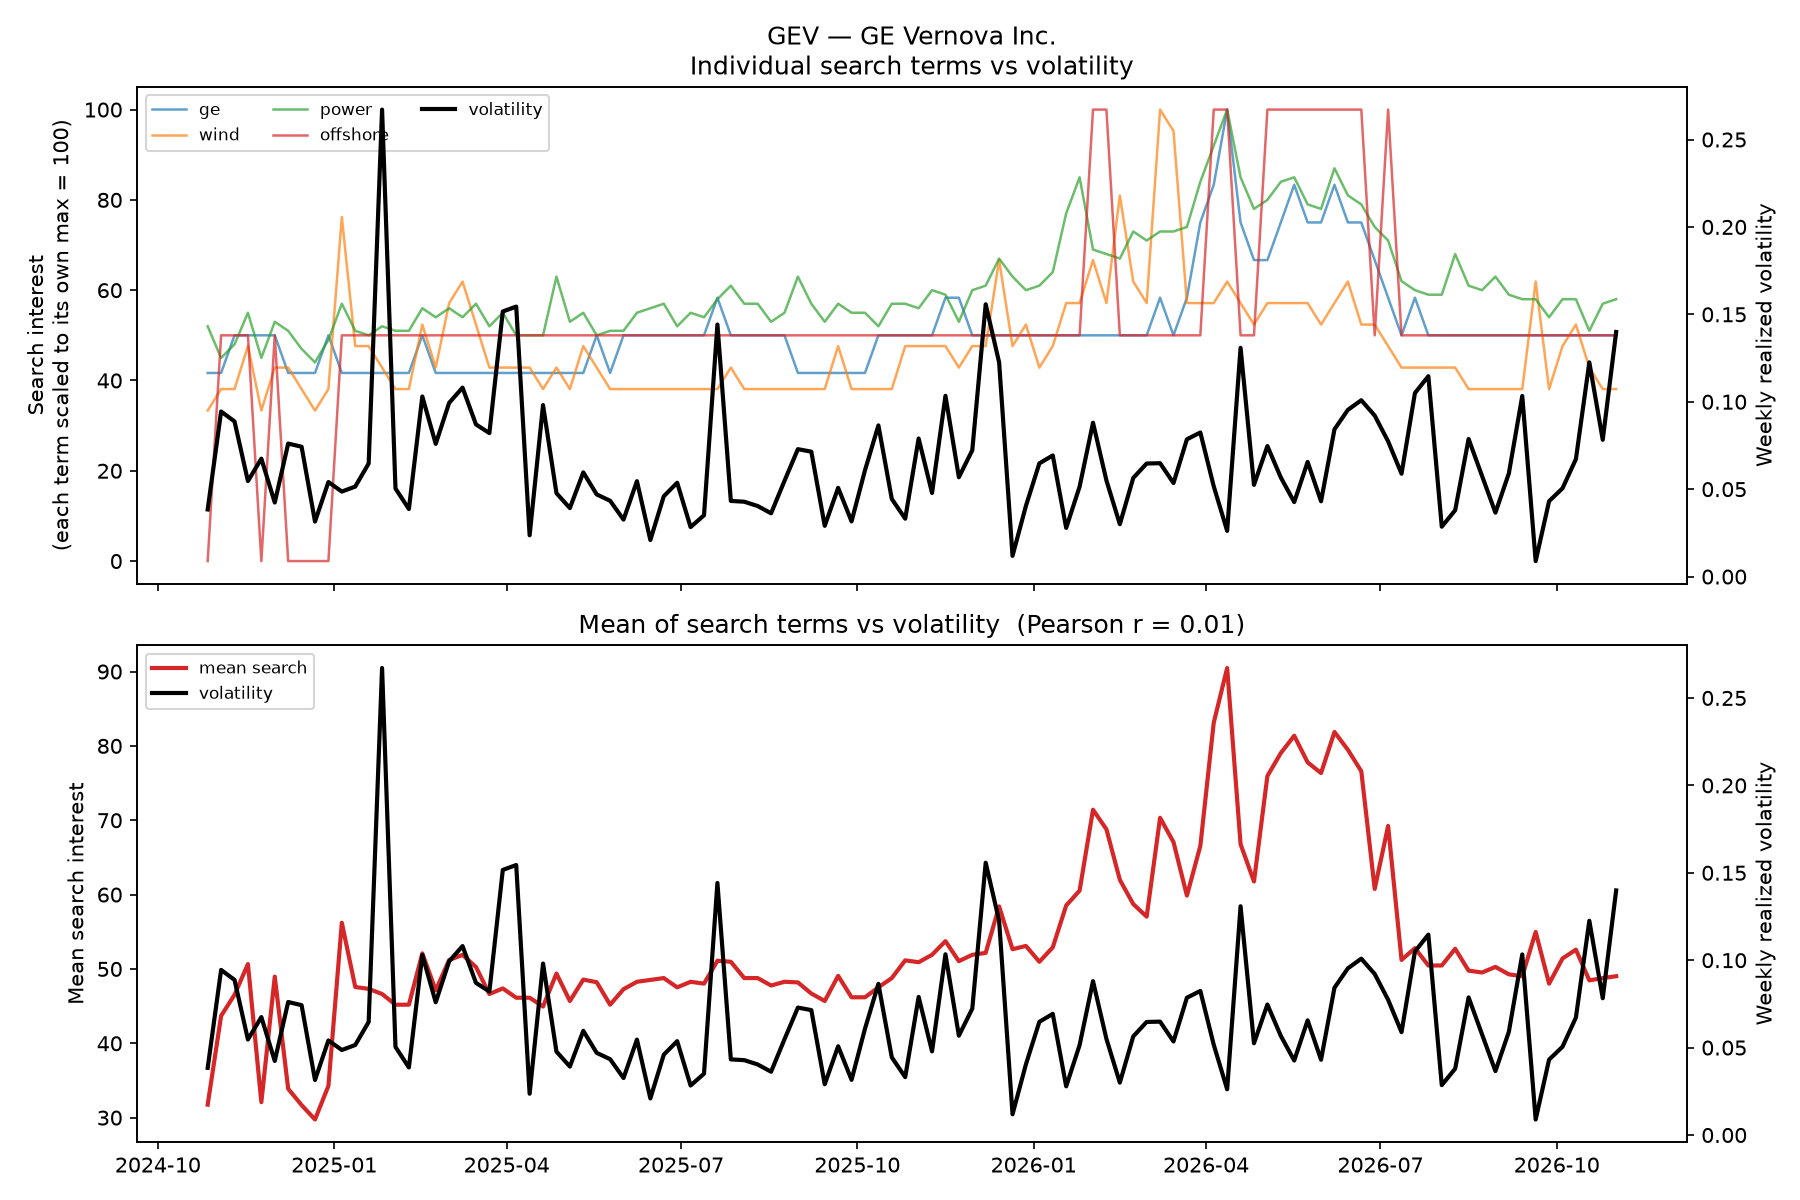 GEV — GE Vernova Inc.
Individual search terms vs volatility
ge
wind
power
offshore
volatility
Search interest
(each term scaled to its own max = 100)
100
80
60
40
20
0
0.25
0.20
0.15
0.10
0.05
0.00
Weekly realized volatility
Mean of search terms vs volatility (Pearson r = 0.01)
mean search
volatility
Mean search interest
90
80
70
60
50
40
30
0.25
0.20
0.15
0.10
0.05
0.00
Weekly realized volatility
2024-10
2025-01
2025-04
2025-07
2025-10
2026-01
2026-04
2026-07
2026-10